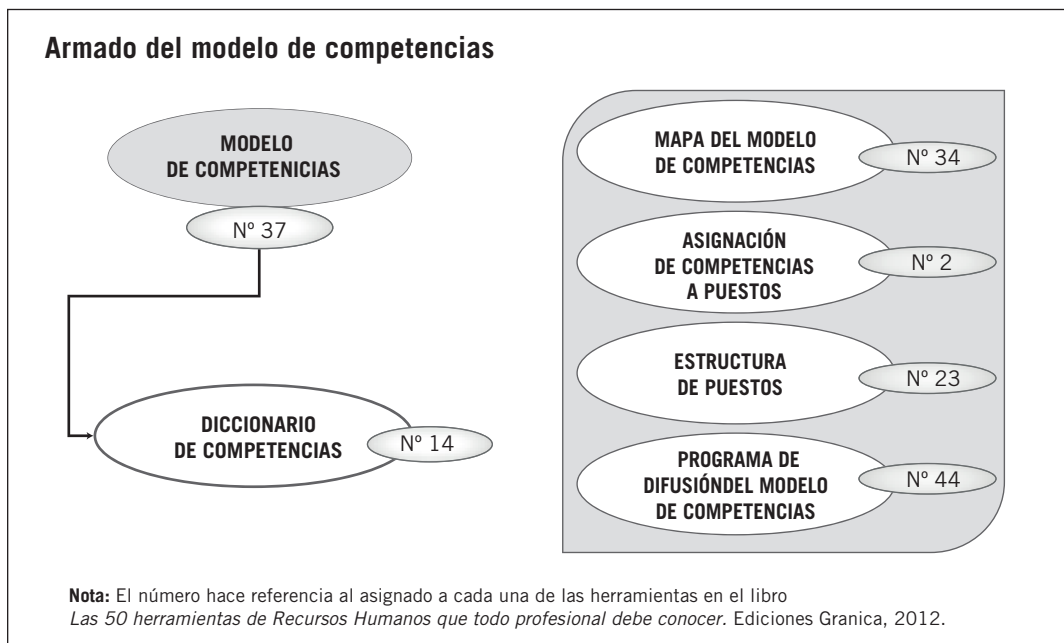 Armado del modelo de competencias
MODELO
DE COMPETENICIAS
Nº 37
DICCIONARIO
DE COMPETENCIAS
Nº 14
MAPA DEL MODELO
DE COMPETENCIAS
Nº 34
ASIGNACIÓN
DE COMPETENCIAS
A PUESTOS
Nº 2
ESTRUCTURA
DE PUESTOS
Nº 23
PROGRAMA DE
DIFUSIÓNDEL MODELO
DE COMPETENCIAS
Nº 44
Nota: El número hace referencia al asignado a cada una de las herramientas en el libro
Las 50 herramientas de Recursos Humanos que todo profesional debe conocer. Ediciones Granica, 2012.